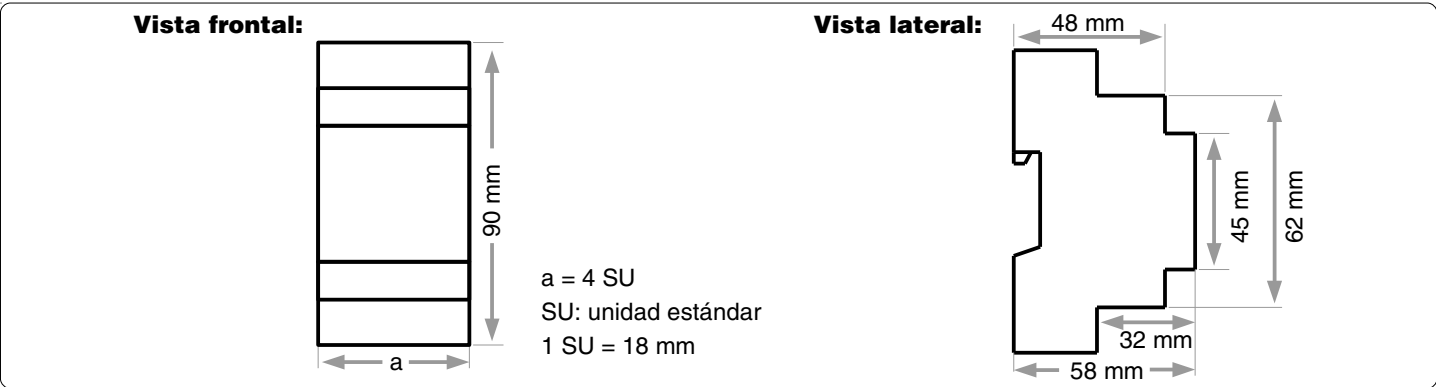 Vista frontal:
90 mm
a
a = 4 SU
SU: unidad estándar
1 SU = 18 mm
Vista lateral:
48 mm
45 mm
62 mm
32 mm
58 mm